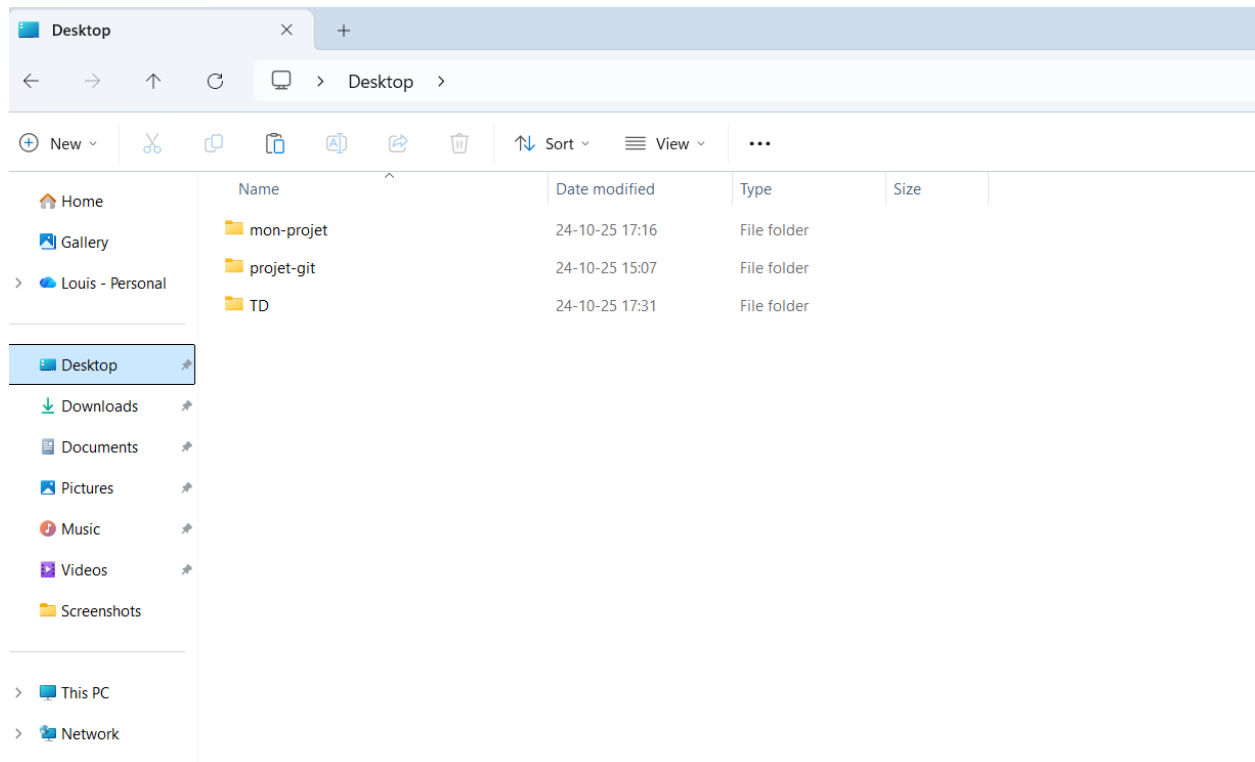 Desktop
Desktop
New Sort View
Name Date modified Type Size
Home
Gallery
Louis - Personal
Desktop
Downloads
Documents
Pictures
Music
Videos
Screenshots
This PC
Network
mon-projet 24-10-25 17:16 File folder
projet-git 24-10-25 15:07 File folder
TD 24-10-25 17:31 File folder